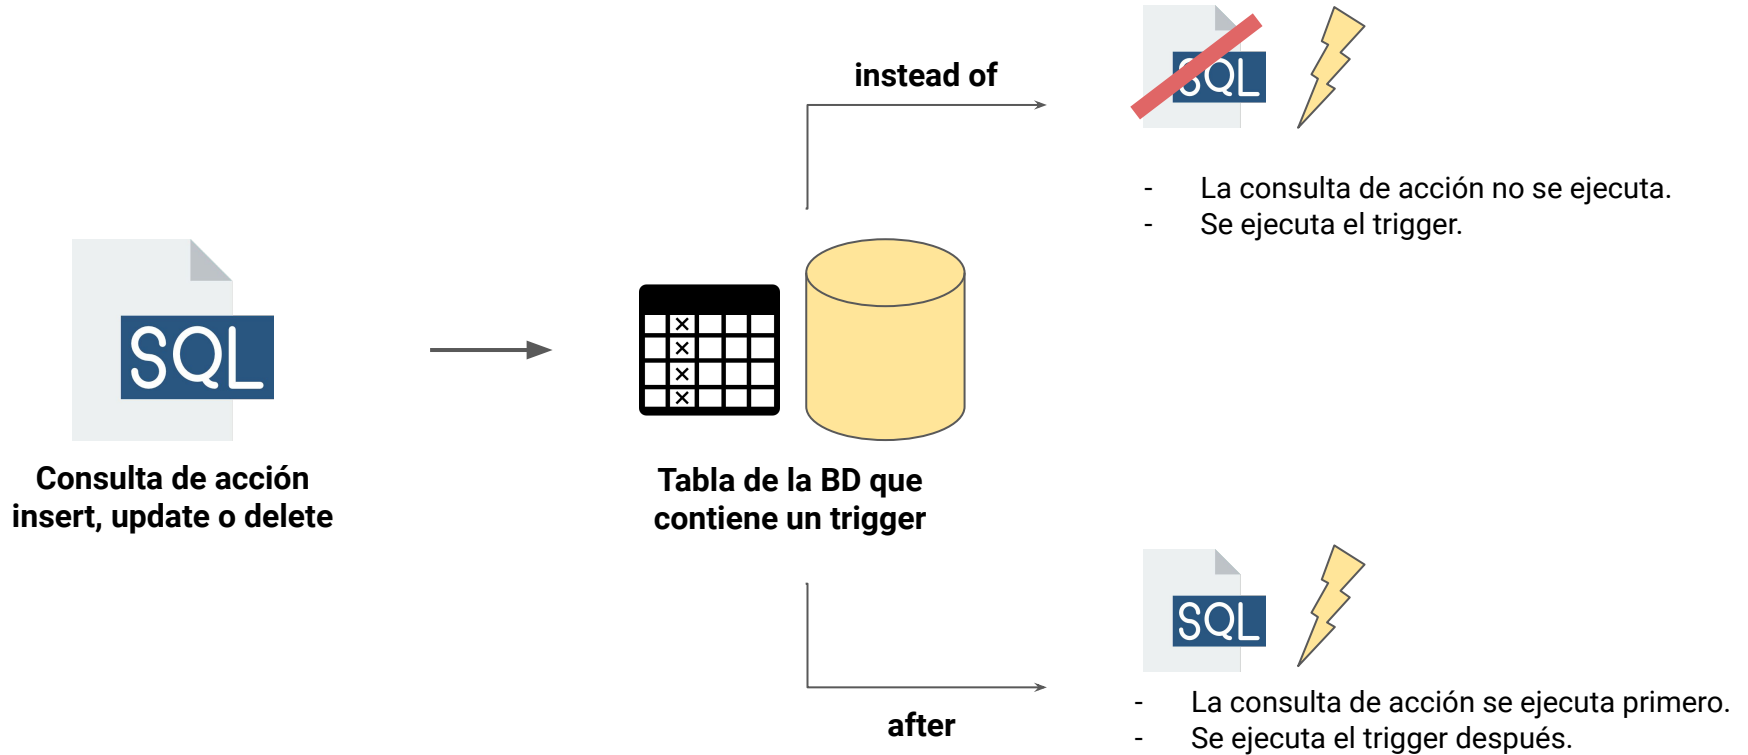 instead of
SQL
- La consulta de acción no se ejecuta.
- Se ejecuta el trigger.
SQL
Consulta de acción
insert, update o delete
Tabla de la BD que
contiene un trigger
after
SQL
- La consulta de acción se ejecuta primero.
- Se ejecuta el trigger después.